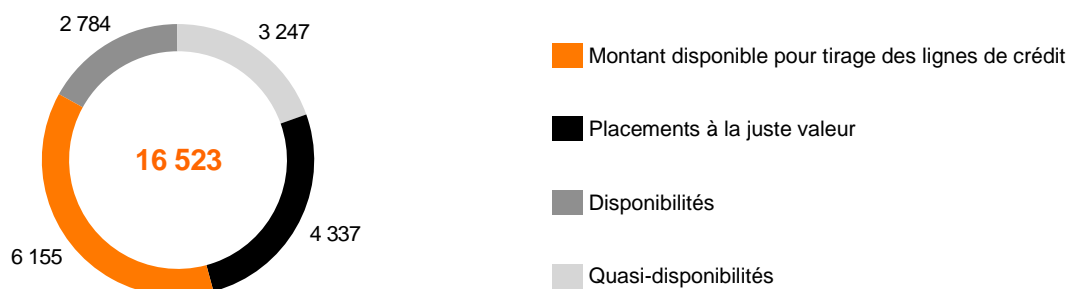 2 784
3 247
16 523
6 155
4 337
Montant disponible pour tirage des lignes de crédit
Placements à la juste valeur
Disponibilités
Quasi-disponibilités